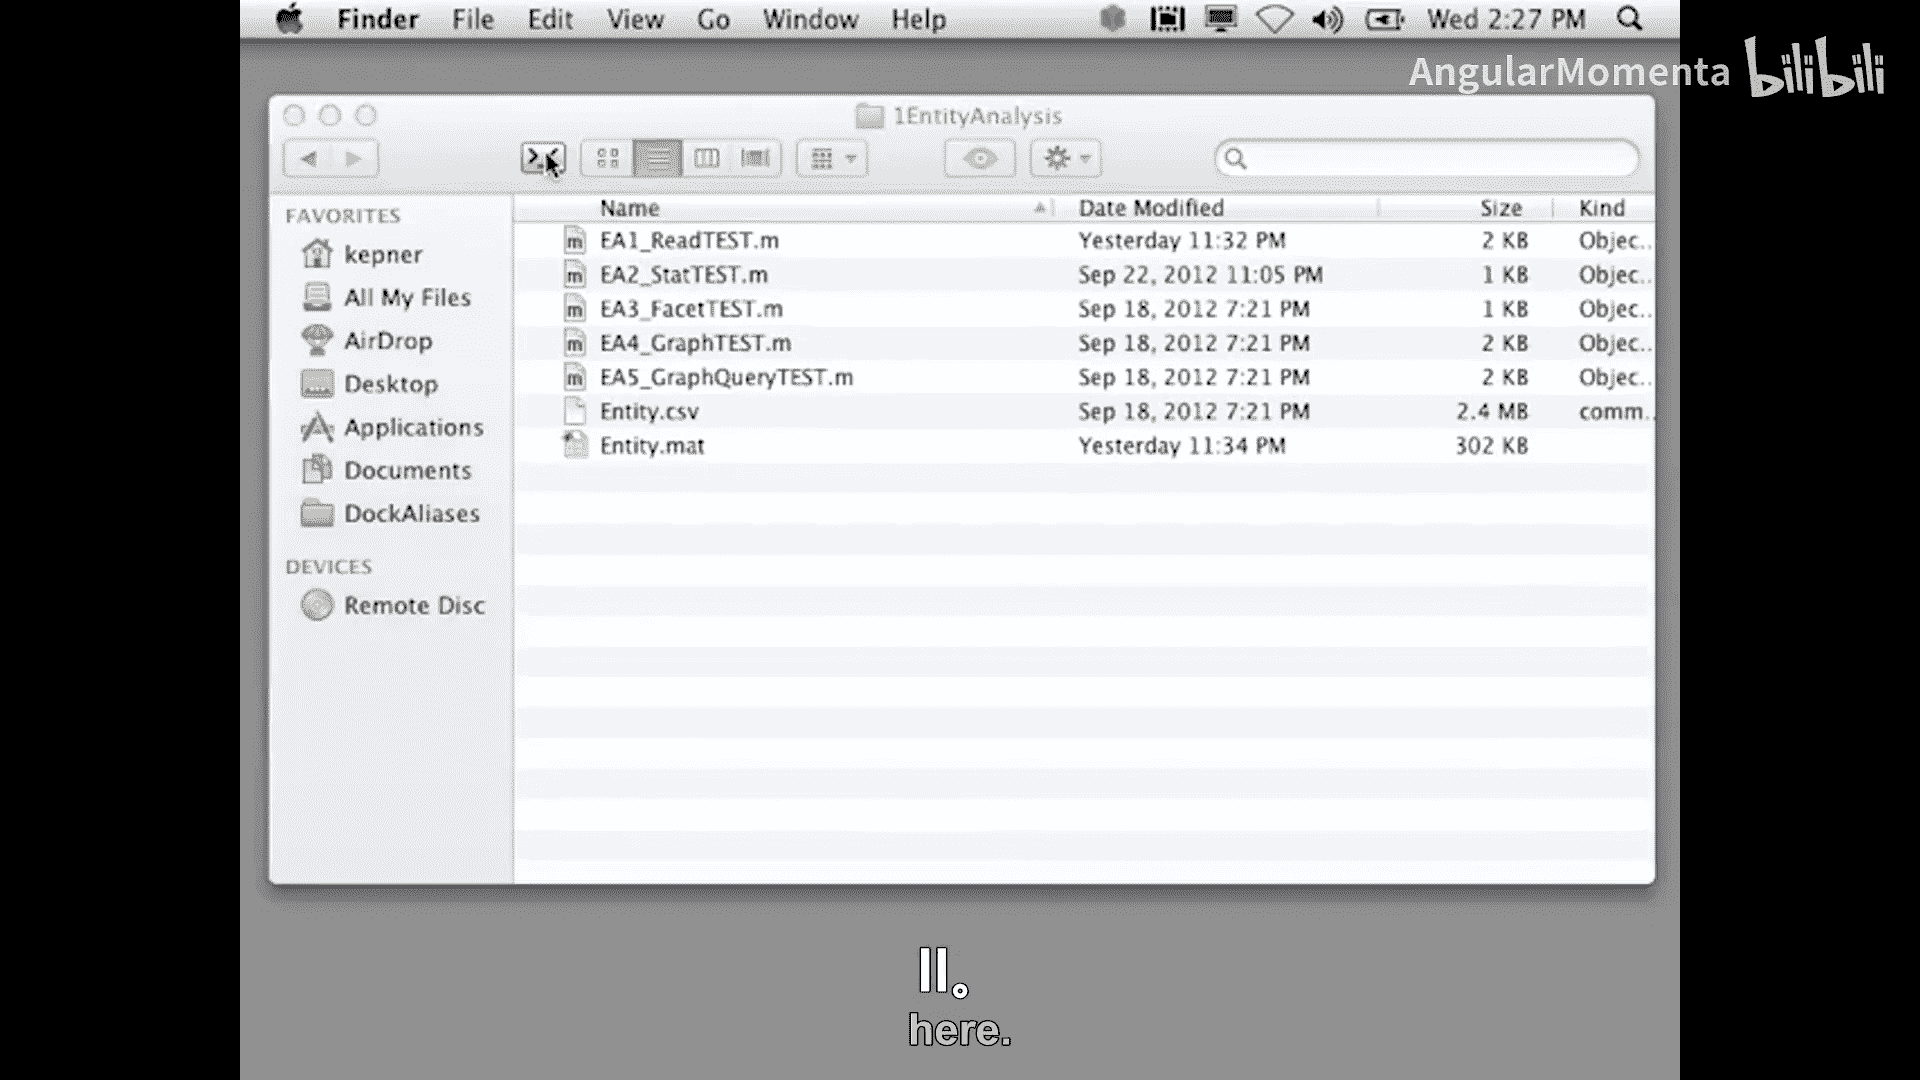 Finder File Edit View Go Window Help Wed 2:27 PM
AngularMomenta bilibili
1EntityAnalysis
FAVORITES
kepner
All My Files
AirDrop
Desktop
Applications
Documents
DockAliases
DEVICES
Remote Disc
Name Date Modified Size Kind
EA1_ReadTEST.m Yesterday 11:32 PM 2 KB Objec..
EA2_StatTEST.m Sep 22, 2012 11:05 PM 1 KB Objec..
EA3_FacetTEST.m Sep 18, 2012 7:21 PM 1 KB Objec..
EA4_GraphTEST.m Sep 18, 2012 7:21 PM 2 KB Objec..
EA5_GraphQueryTEST.m Sep 18, 2012 7:21 PM 2 KB Objec..
Entity.csv Sep 18, 2012 7:21 PM 2.4 MB comm..
Entity.mat Yesterday 11:34 PM 302 KB
II。
here.